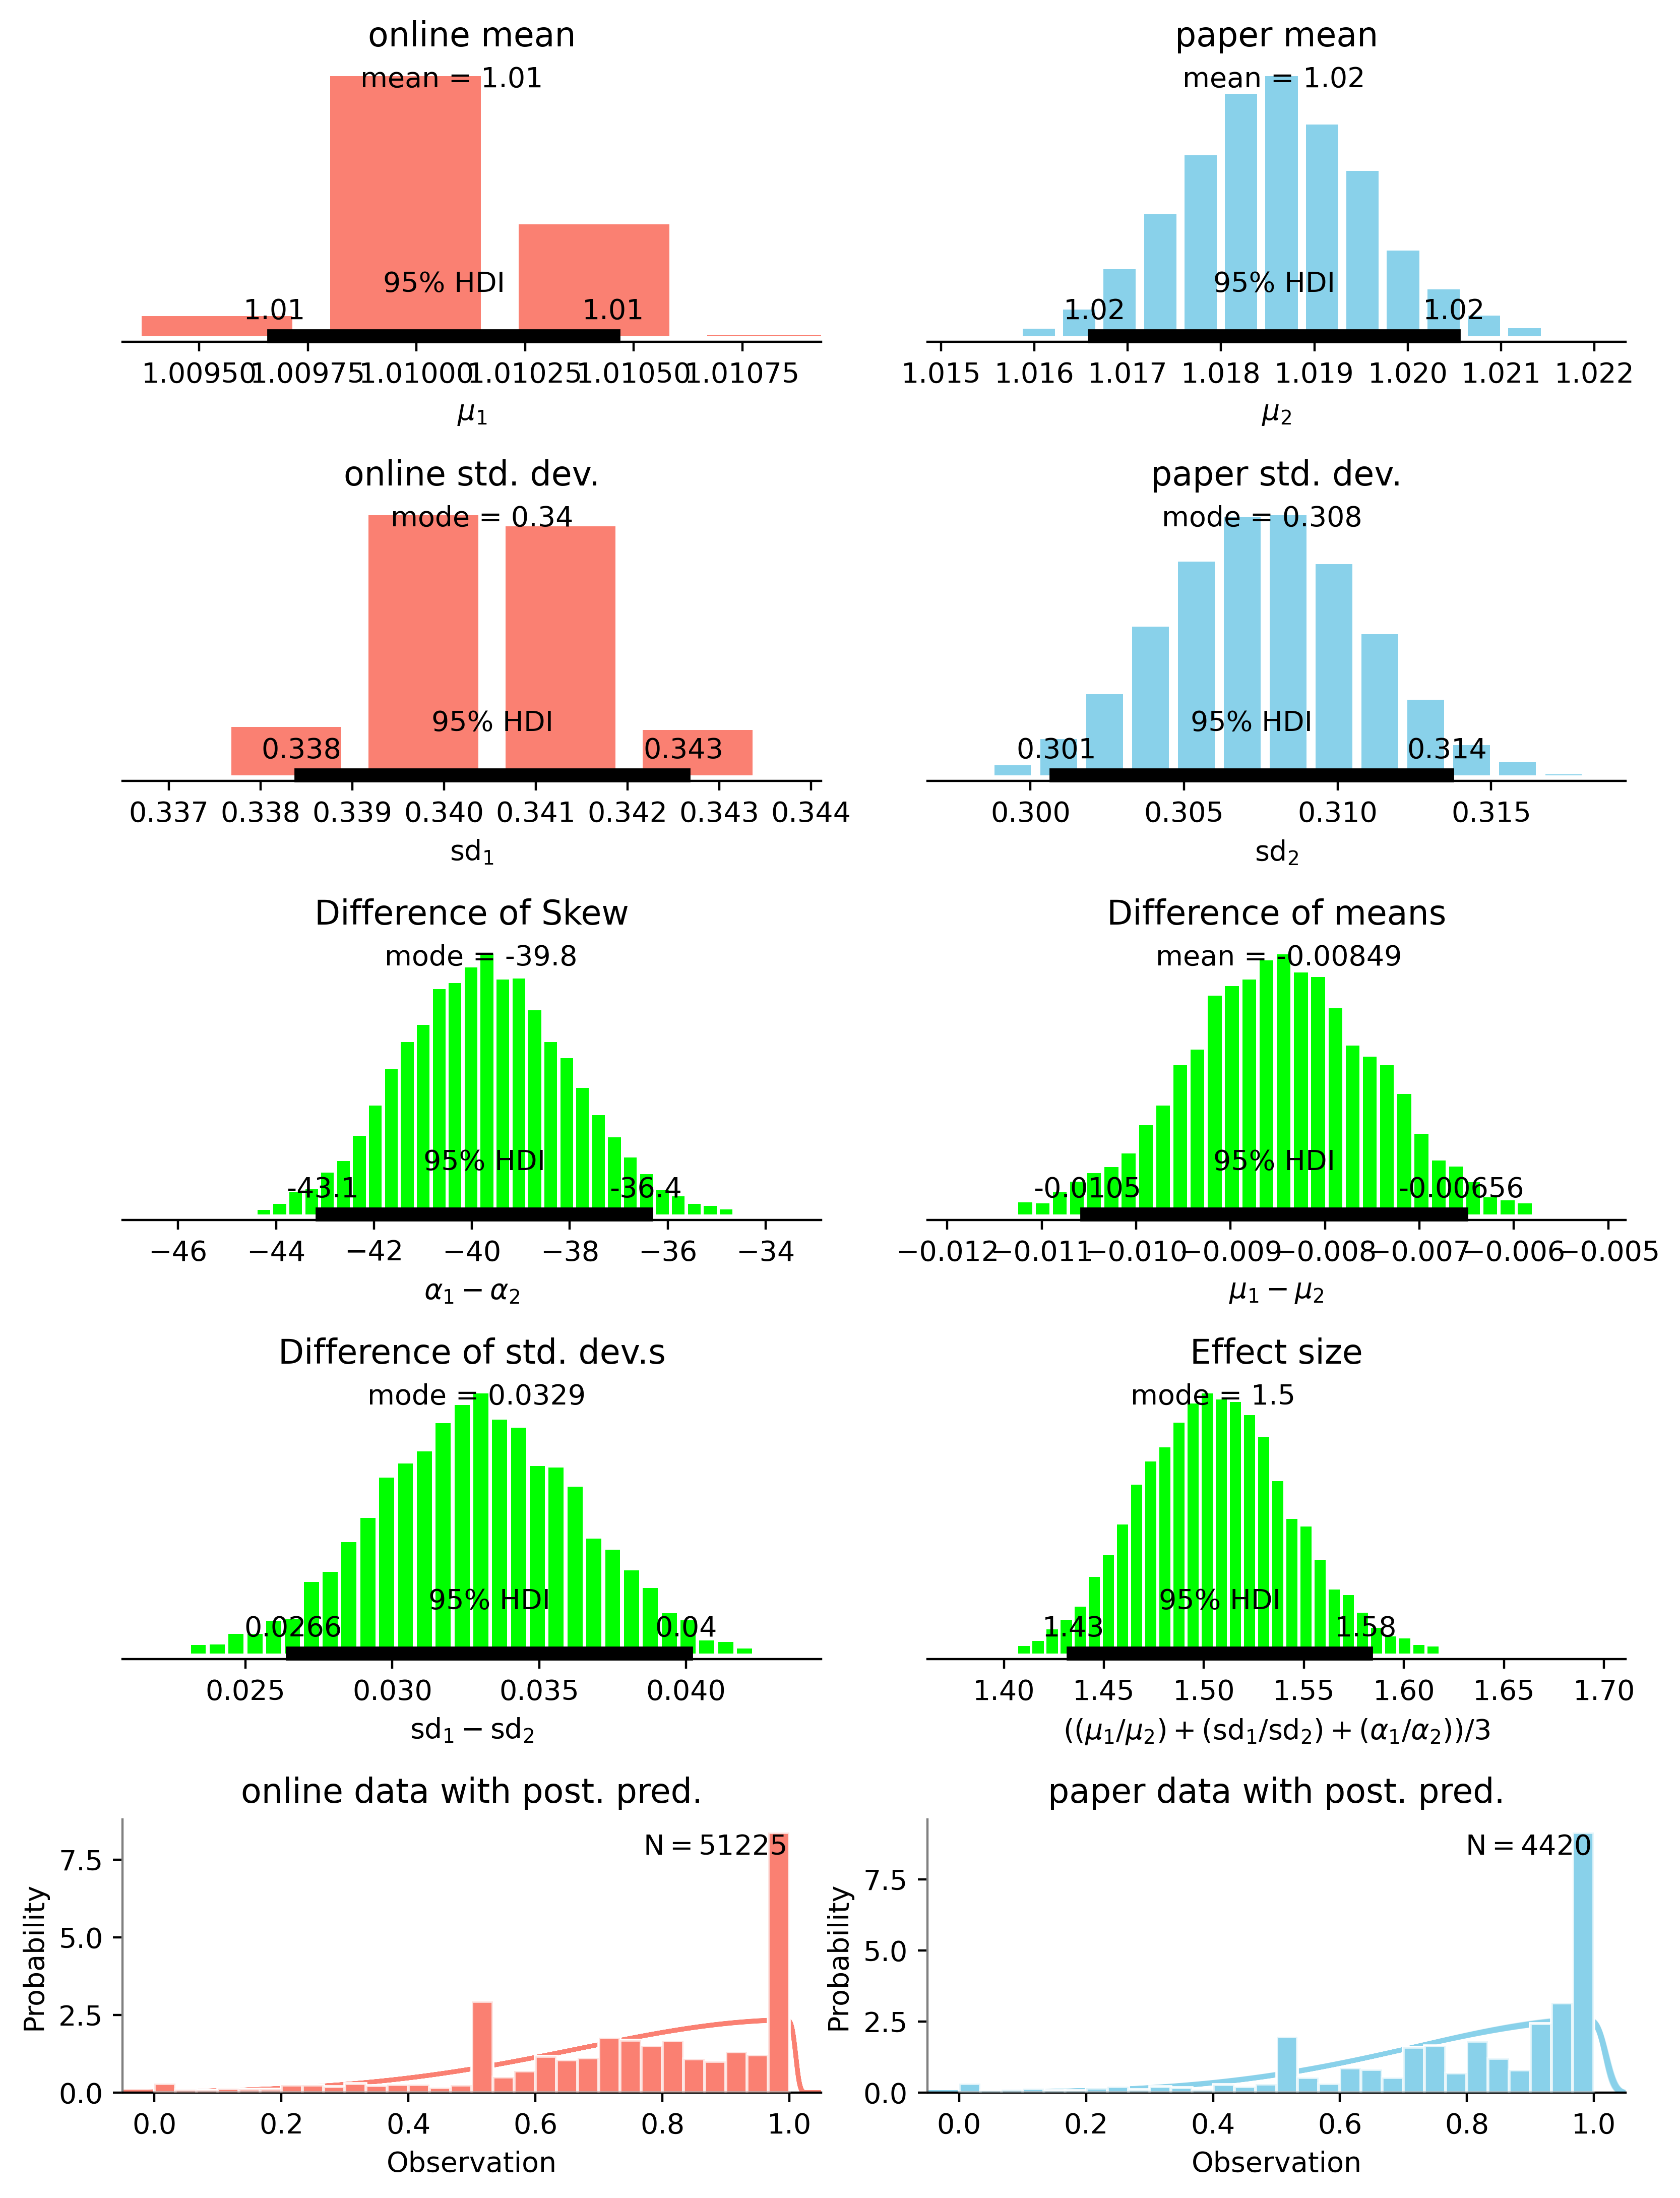 online mean
mean = 1.01
95% HDI
1.01 1.01
1.00950 1.00975 1.01000 1.01025 1.01050 1.01075
μ1
paper mean
mean = 1.02
95% HDI
1.02 1.02
1.015 1.016 1.017 1.018 1.019 1.020 1.021 1.022
μ2
online std. dev.
mode = 0.34
95% HDI
0.338 0.343
0.337 0.338 0.339 0.340 0.341 0.342 0.343 0.344
sd1
paper std. dev.
mode = 0.308
95% HDI
0.301 0.314
0.300 0.305 0.310 0.315
sd2
Difference of Skew
mode = -39.8
95% HDI
-43.1 -36.4
−46 −44 −42 −40 −38 −36 −34
α1 − α2
Difference of means
mean = -0.00849
95% HDI
-0.0105 -0.00656
−0.012 −0.011 −0.010 −0.009 −0.008 −0.007 −0.006 −0.005
μ1 − μ2
Difference of std. dev.s
mode = 0.0329
95% HDI
0.0266 0.04
0.025 0.030 0.035 0.040
sd1 − sd2
Effect size
mode = 1.5
95% HDI
1.43 1.58
1.40 1.45 1.50 1.55 1.60 1.65 1.70
((μ1/μ2) + (sd1/sd2) + (α1/α2))/3
online data with post. pred.
N = 51225
Probability
7.5
5.0
2.5
0.0
0.0 0.2 0.4 0.6 0.8 1.0
Observation
paper data with post. pred.
N = 4420
Probability
7.5
5.0
2.5
0.0
0.0 0.2 0.4 0.6 0.8 1.0
Observation